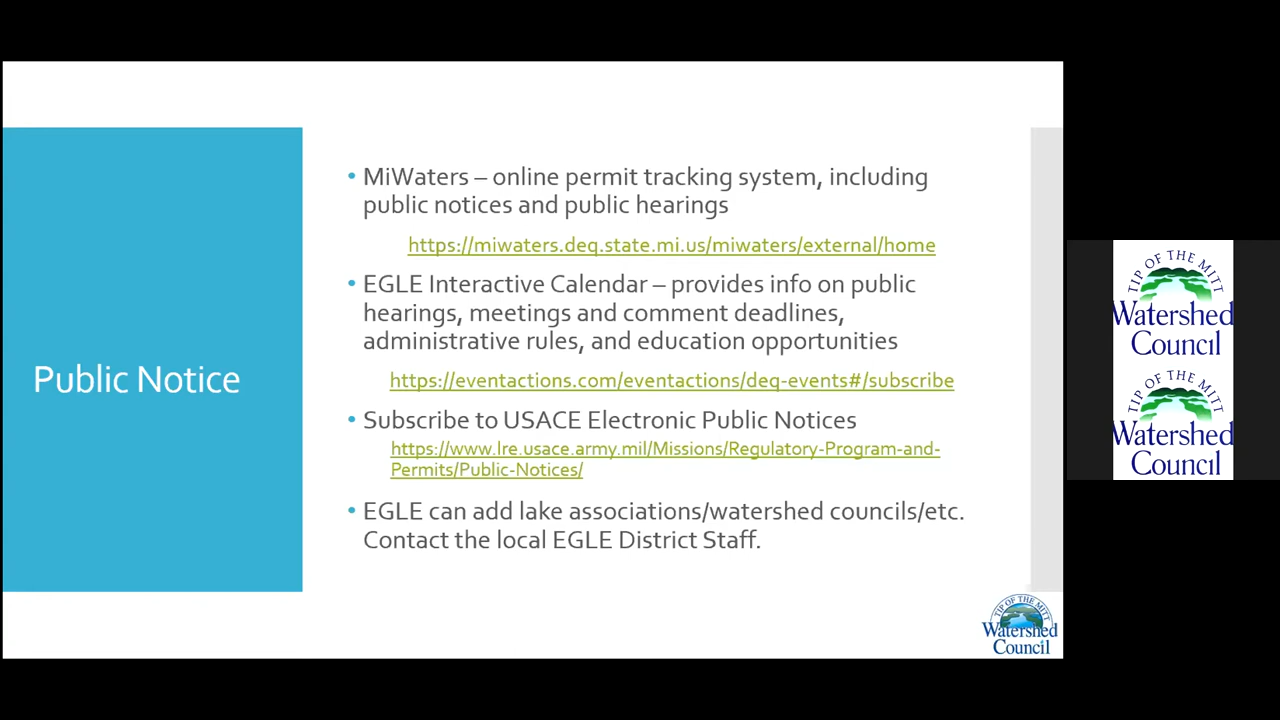 Public Notice
• MiWaters – online permit tracking system, including
public notices and public hearings
https://miwaters.deq.state.mi.us/miwaters/external/home
• EGLE Interactive Calendar – provides info on public
hearings, meetings and comment deadlines,
administrative rules, and education opportunities
https://eventactions.com/eventactions/deq-events#/subscribe
• Subscribe to USACE Electronic Public Notices
https://www.lre.usace.army.mil/Missions/Regulatory-Program-and-
Permits/Public-Notices/
• EGLE can add lake associations/watershed councils/etc.
Contact the local EGLE District Staff.
TIP OF THE MITT
Watershed
Council
TIP OF THE MITT
Watershed
Council
TIP OF THE MITT
Watershed
Council